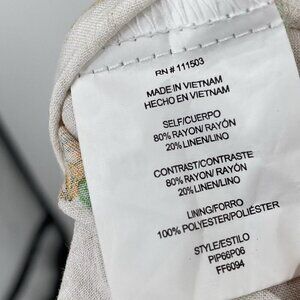 RN # 111503
MADE IN VIETNAM
HECHO EN VIETNAM
SELF/CUERPO
80% RAYON/ RAYÓN
20% LINEN/LINO
CONTRAST/CONTRASTE
80% RAYON/ RAYÓN
20% LINEN/LINO
LINING/FORRO
100% POLYESTER/POLIÉSTER
STYLE/ESTILO
PIP66P06
FF6094